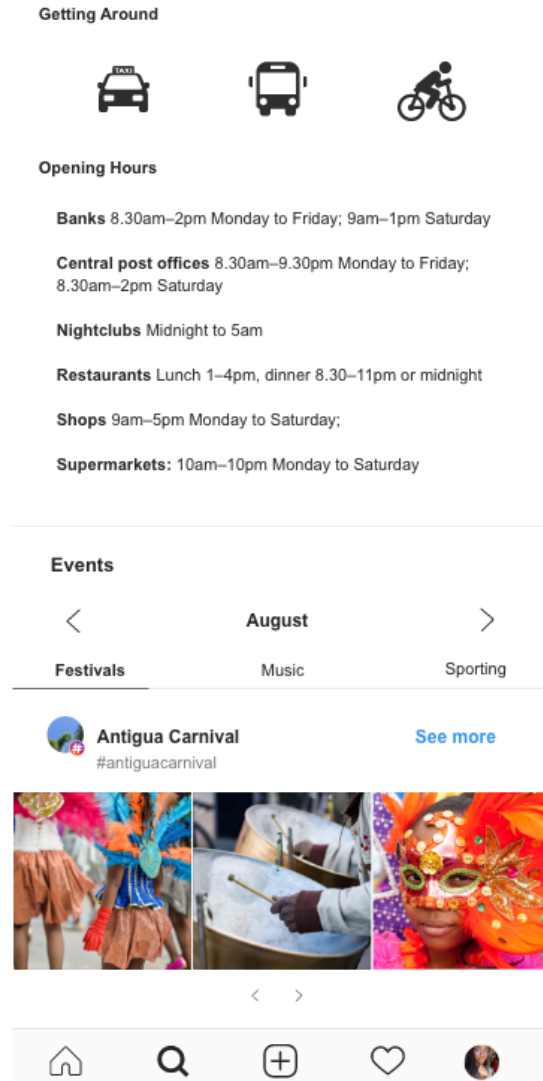 Getting Around
TAXI
Opening Hours
Banks 8.30am–2pm Monday to Friday; 9am–1pm Saturday
Central post offices 8.30am–9.30pm Monday to Friday;
8.30am–2pm Saturday
Nightclubs Midnight to 5am
Restaurants Lunch 1–4pm, dinner 8.30–11pm or midnight
Shops 9am–5pm Monday to Saturday;
Supermarkets: 10am–10pm Monday to Saturday
Events
August
Festivals Music Sporting
#
Antigua Carnival See more
#antiguacarnival